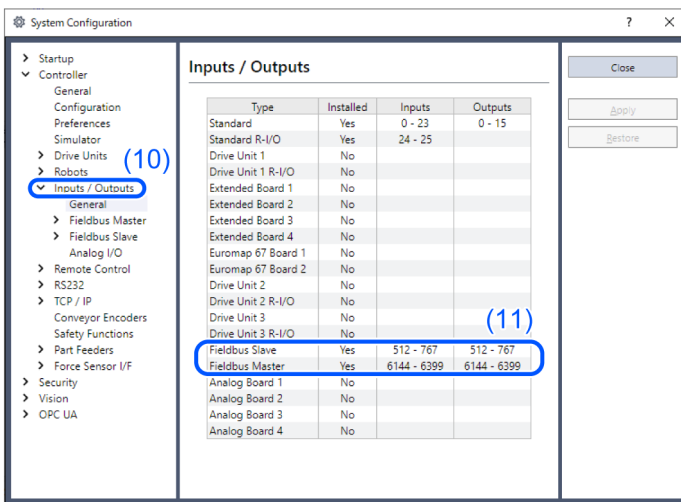 System Configuration
?
Startup
Controller
General
Configuration
Preferences
Simulator
Drive Units
(10)
Robots
Inputs / Outputs
General
Fieldbus Master
Fieldbus Slave
Analog I/O
Remote Control
RS232
TCP / IP
Conveyor Encoders
Safety Functions
Part Feeders
Force Sensor I/F
Security
Vision
OPC UA
Inputs / Outputs
Type Installed Inputs Outputs
Standard Yes 0 - 23 0 - 15
Standard R-I/O Yes 24 - 25
Drive Unit 1 No
Drive Unit 1 R-I/O No
Extended Board 1 No
Extended Board 2 No
Extended Board 3 No
Extended Board 4 No
Euromap 67 Board 1 No
Euromap 67 Board 2 No
Drive Unit 2 No
Drive Unit 2 R-I/O No
Drive Unit 3 No
Drive Unit 3 R-I/O No
(11)
Fieldbus Slave Yes 512 - 767 512 - 767
Fieldbus Master Yes 6144 - 6399 6144 - 6399
Analog Board 1 No
Analog Board 2 No
Analog Board 3 No
Analog Board 4 No
Close
Apply
Restore